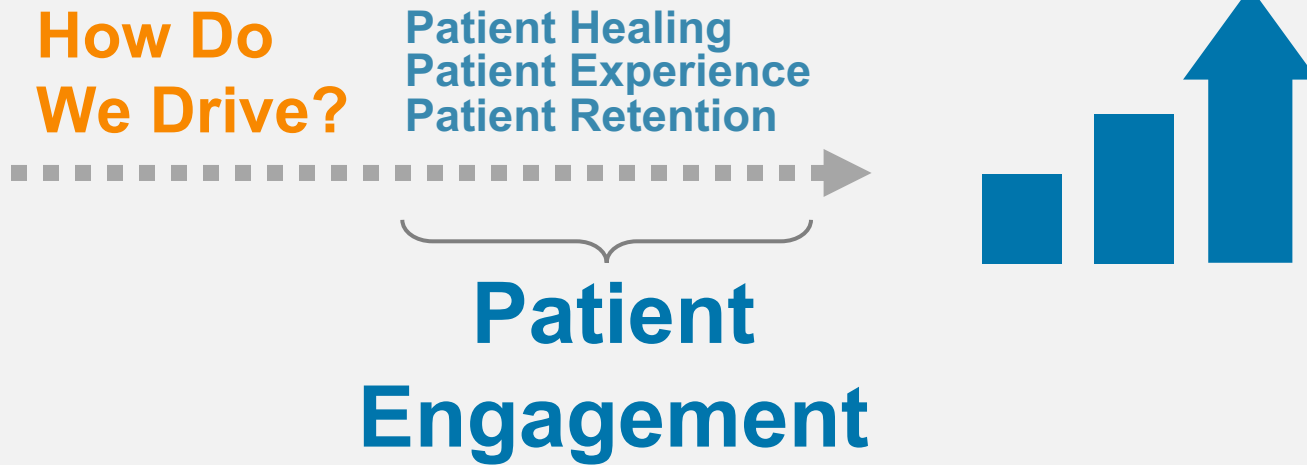 How Do
We Drive?
Patient Healing
Patient Experience
Patient Retention
Patient
Engagement